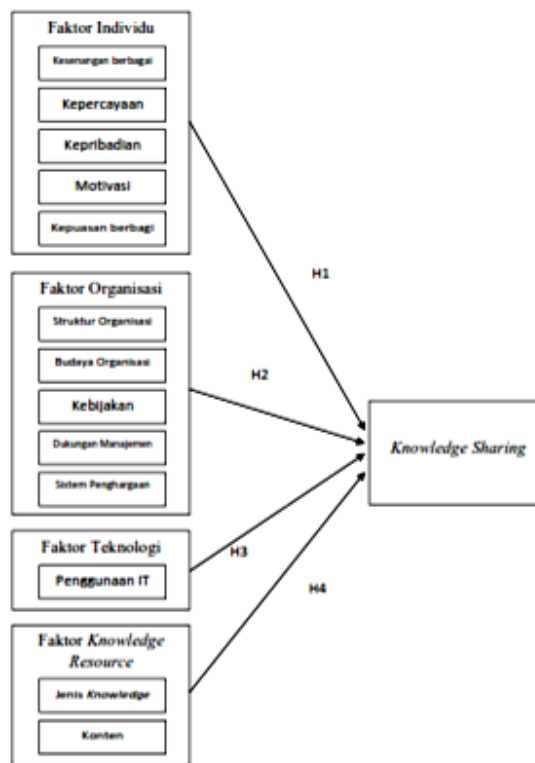 Faktor Individu
Kesenangan berbagai
Kepercayaan
Kepribadian
Motivasi
Kepuasan berbagi
H1
Faktor Organisasi
Struktur Organisasi
Budaya Organisasi
Kebijakan
Dukungan Manajemen
Sistem Penghargaan
H2
Knowledge Sharing
Faktor Teknologi
Penggunaan IT
H3
H4
Faktor Knowledge
Resource
Jenis Knowledge
Konten